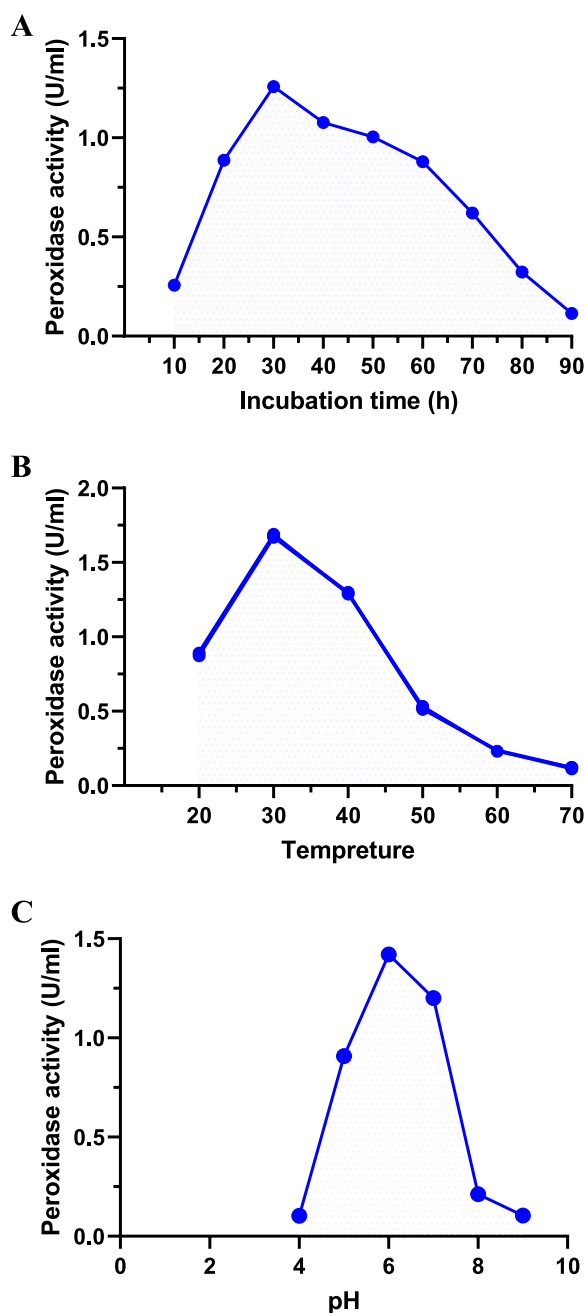 A
Peroxidase activity (U/ml)
1.5
1.0
0.5
0.0
10 20 30 40 50 60 70 80 90
Incubation time (h)
B
Peroxidase activity (U/ml)
2.0
1.5
1.0
0.5
0.0
20 30 40 50 60 70
Tempreture
C
Peroxidase activity (U/ml)
1.5
1.0
0.5
0.0
0 2 4 6 8 10
pH